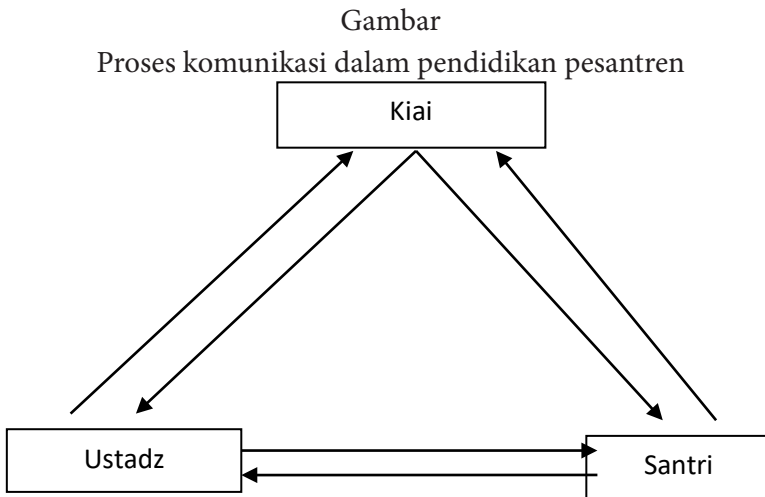 Gambar
Proses komunikasi dalam pendidikan pesantren
Kiai
Ustadz
Santri